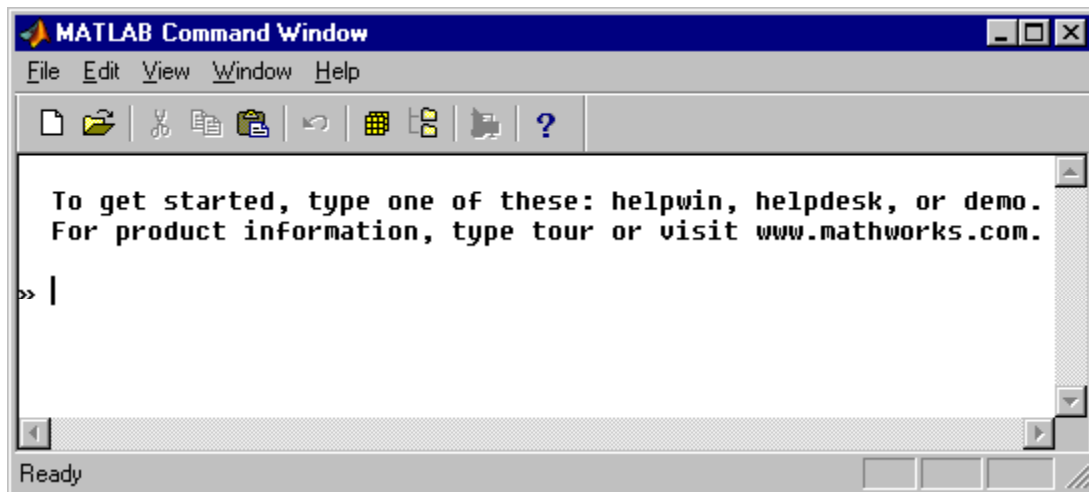 MATLAB Command Window
File Edit View Window Help
?
To get started, type one of these: helpwin, helpdesk, or demo.
For product information, type tour or visit www.mathworks.com.
»
Ready